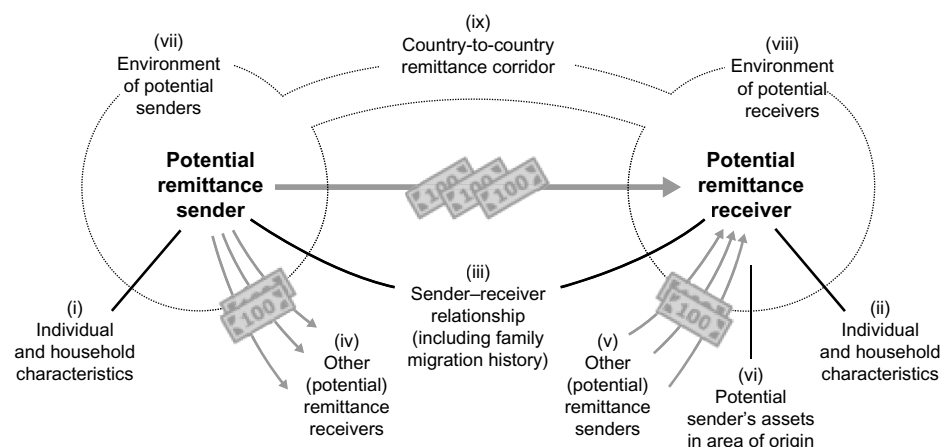 (ix)
Country-to-country
remittance corridor
(vii)
Environment
of potential
senders
(viii)
Environment
of potential
receivers
Potential
remittance
sender
100
100
100
Potential
remittance
receiver
(i)
Individual
and household
characteristics
100
(iv)
Other
(potential)
remittance
receivers
(iii)
Sender–receiver
relationship
(including family
migration history)
(v)
Other
(potential)
remittance
senders
100
(vi)
Potential
sender's assets
in area of origin
(ii)
Individual
and household
characteristics